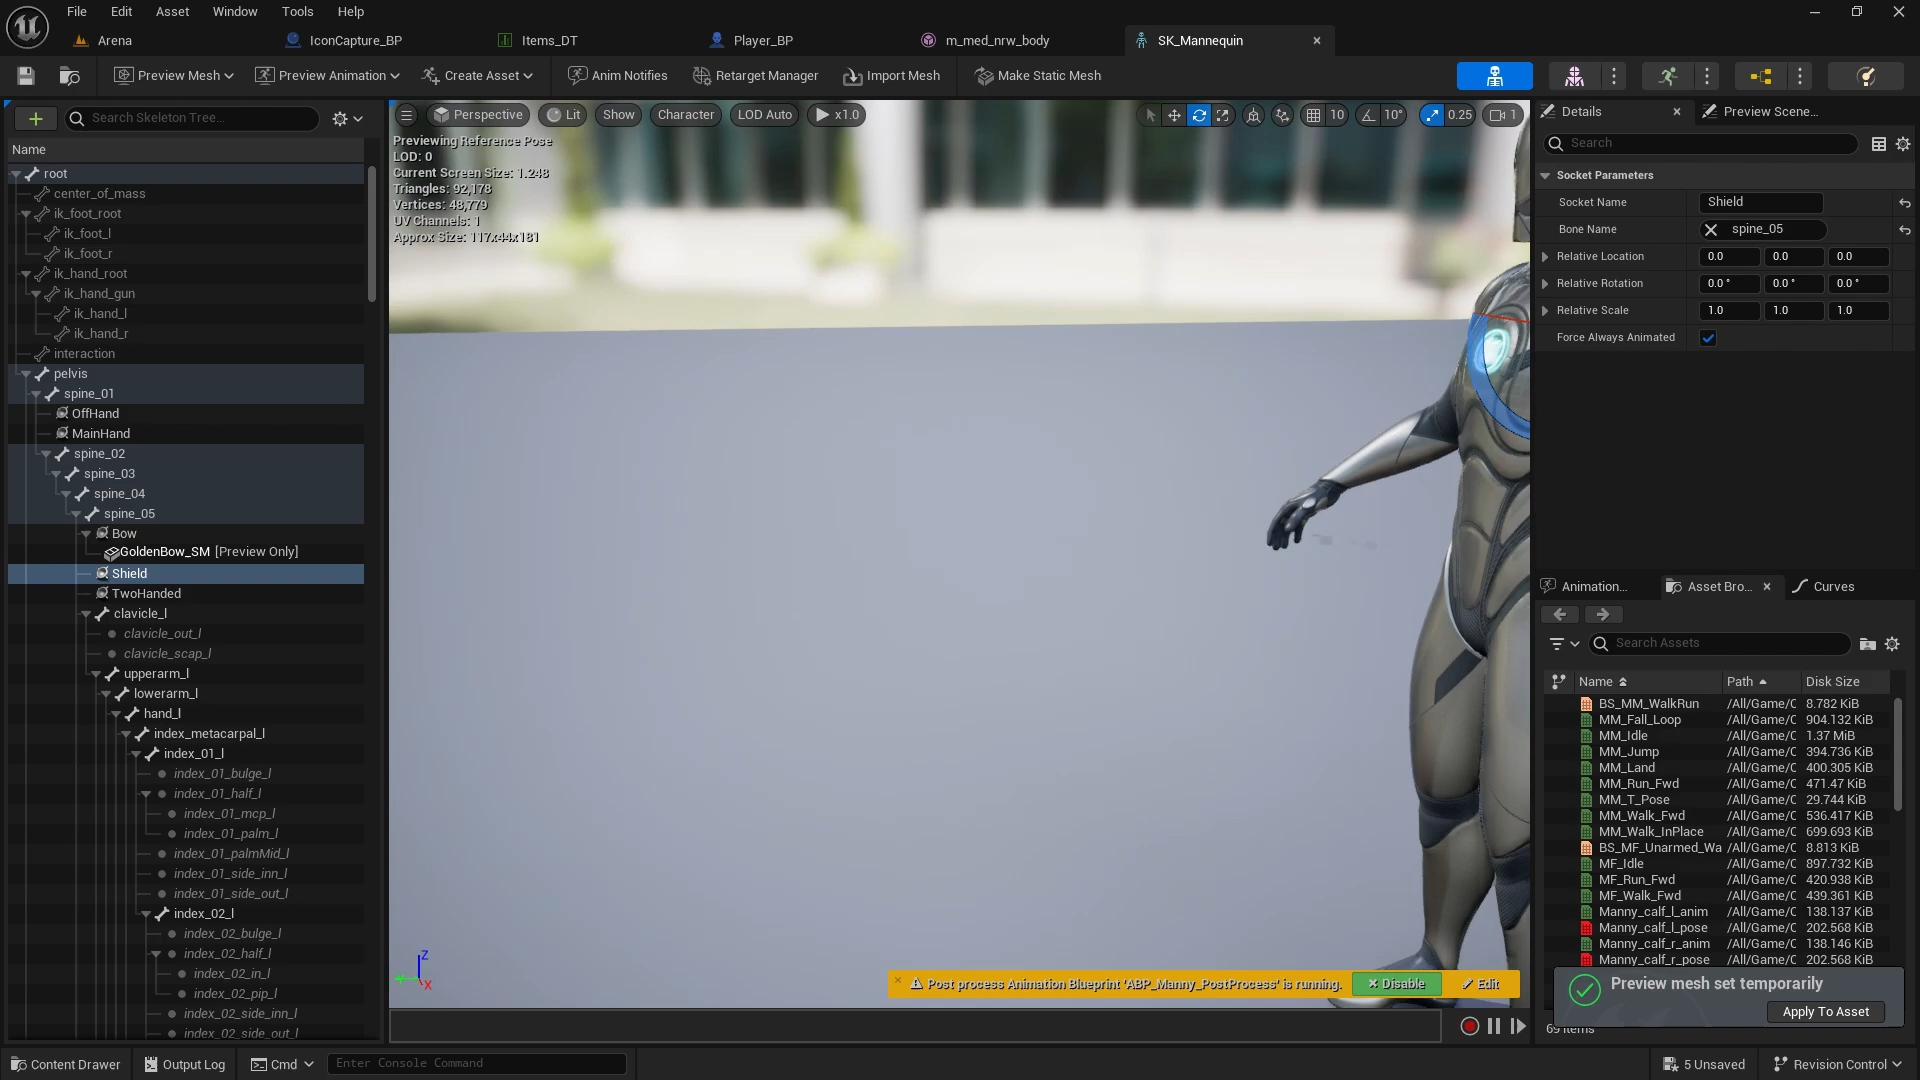 File Edit Asset Window Tools Help
Arena IconCapture_BP Items_DT Player_BP m_med_nrw_body SK_Mannequin
Preview Mesh Preview Animation Create Asset Anim Notifies Retarget Manager Import Mesh Make Static Mesh
Search Skeleton Tree...
Name
root
center_of_mass
ik_foot_root
ik_foot_l
ik_foot_r
ik_hand_root
ik_hand_gun
ik_hand_l
ik_hand_r
interaction
pelvis
spine_01
OffHand
MainHand
spine_02
spine_03
spine_04
spine_05
Bow
GoldenBow_SM [Preview Only]
Shield
TwoHanded
clavicle_l
clavicle_out_l
clavicle_scap_l
upperarm_l
lowerarm_l
hand_l
index_metacarpal_l
index_01_l
index_01_bulge_l
index_01_half_l
index_01_mcp_l
index_01_palm_l
index_01_palmMid_l
index_01_side_inn_l
index_01_side_out_l
index_02_l
index_02_bulge_l
index_02_half_l
index_02_in_l
index_02_pip_l
index_02_side_inn_l
index_02_side_out_l
Perspective Lit Show Character LOD Auto x1.0 10 10° 0.25 1
Previewing Reference Pose
LOD: 0
Current Screen Size: 1.248
Triangles: 92,178
Vertices: 48,779
UV Channels: 1
Approx Size: 117x44x181
Z
X
Post process Animation Blueprint 'ABP_Manny_PostProcess' is running. Disable Edit
Details Preview Scene...
Search
Socket Parameters
Socket Name Shield
Bone Name spine_05
Relative Location 0.0 0.0 0.0
Relative Rotation 0.0 ° 0.0 ° 0.0 °
Relative Scale 1.0 1.0 1.0
Force Always Animated
Animation... Asset Bro... Curves
Search Assets
Name Path Disk Size
BS_MM_WalkRun /All/Game/C 8.782 KiB
MM_Fall_Loop /All/Game/C 904.132 KiB
MM_Idle /All/Game/C 1.37 MiB
MM_Jump /All/Game/C 394.736 KiB
MM_Land /All/Game/C 400.305 KiB
MM_Run_Fwd /All/Game/C 471.47 KiB
MM_T_Pose /All/Game/C 29.744 KiB
MM_Walk_Fwd /All/Game/C 536.417 KiB
MM_Walk_InPlace /All/Game/C 699.693 KiB
BS_MF_Unarmed_Wa /All/Game/C 8.813 KiB
MF_Idle /All/Game/C 897.732 KiB
MF_Run_Fwd /All/Game/C 420.938 KiB
MF_Walk_Fwd /All/Game/C 439.361 KiB
Manny_calf_l_anim /All/Game/C 138.137 KiB
Manny_calf_l_pose /All/Game/C 202.568 KiB
Manny_calf_r_anim /All/Game/C 138.146 KiB
Manny_calf_r_pose /All/Game/C 202.568 KiB
Preview mesh set temporarily
Apply To Asset
69 items
Content Drawer Output Log Cmd Enter Console Command 5 Unsaved Revision Control